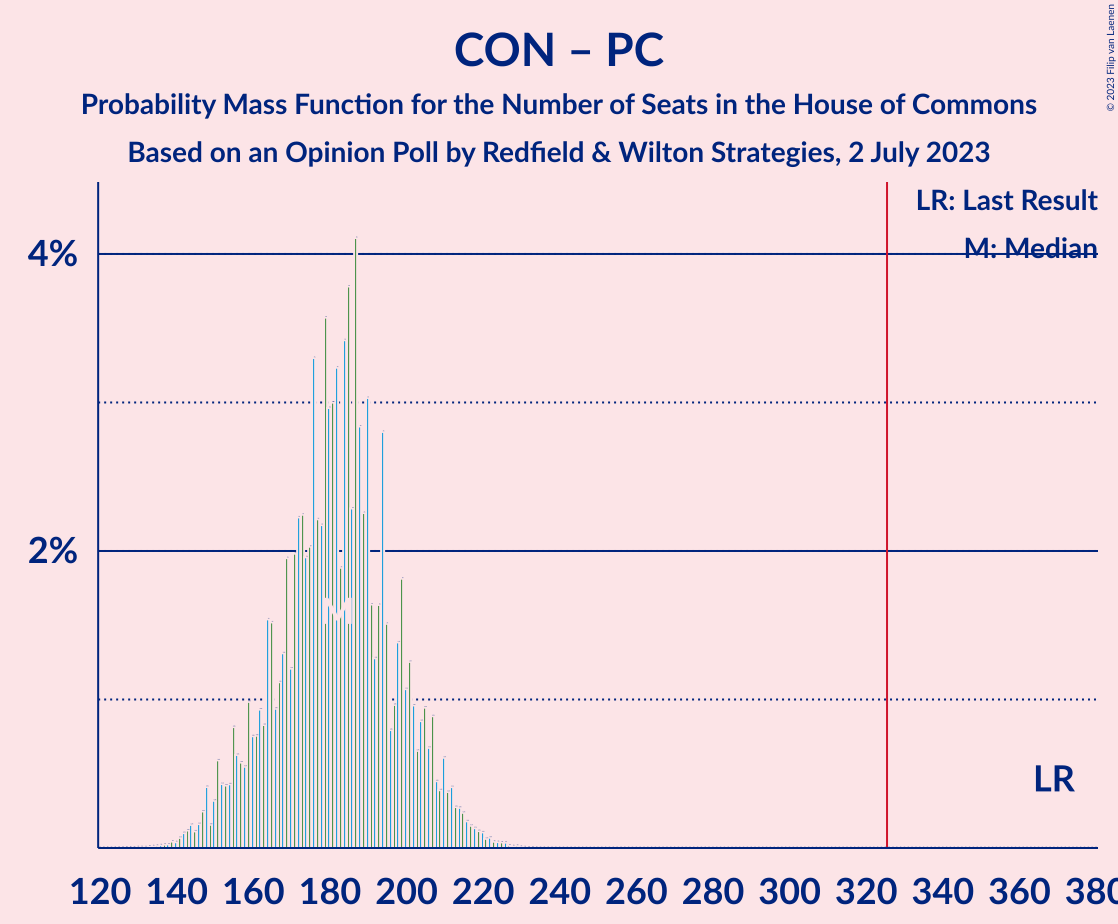 CON – PC
Probability Mass Function for the Number of Seats in the House of Commons
Based on an Opinion Poll by Redfield & Wilton Strategies, 2 July 2023
© 2023 Filip van Laenen
LR: Last Result
M: Median
4%
2%
LR
120 140 160 180 200 220 240 260 280 300 320 340 360 380